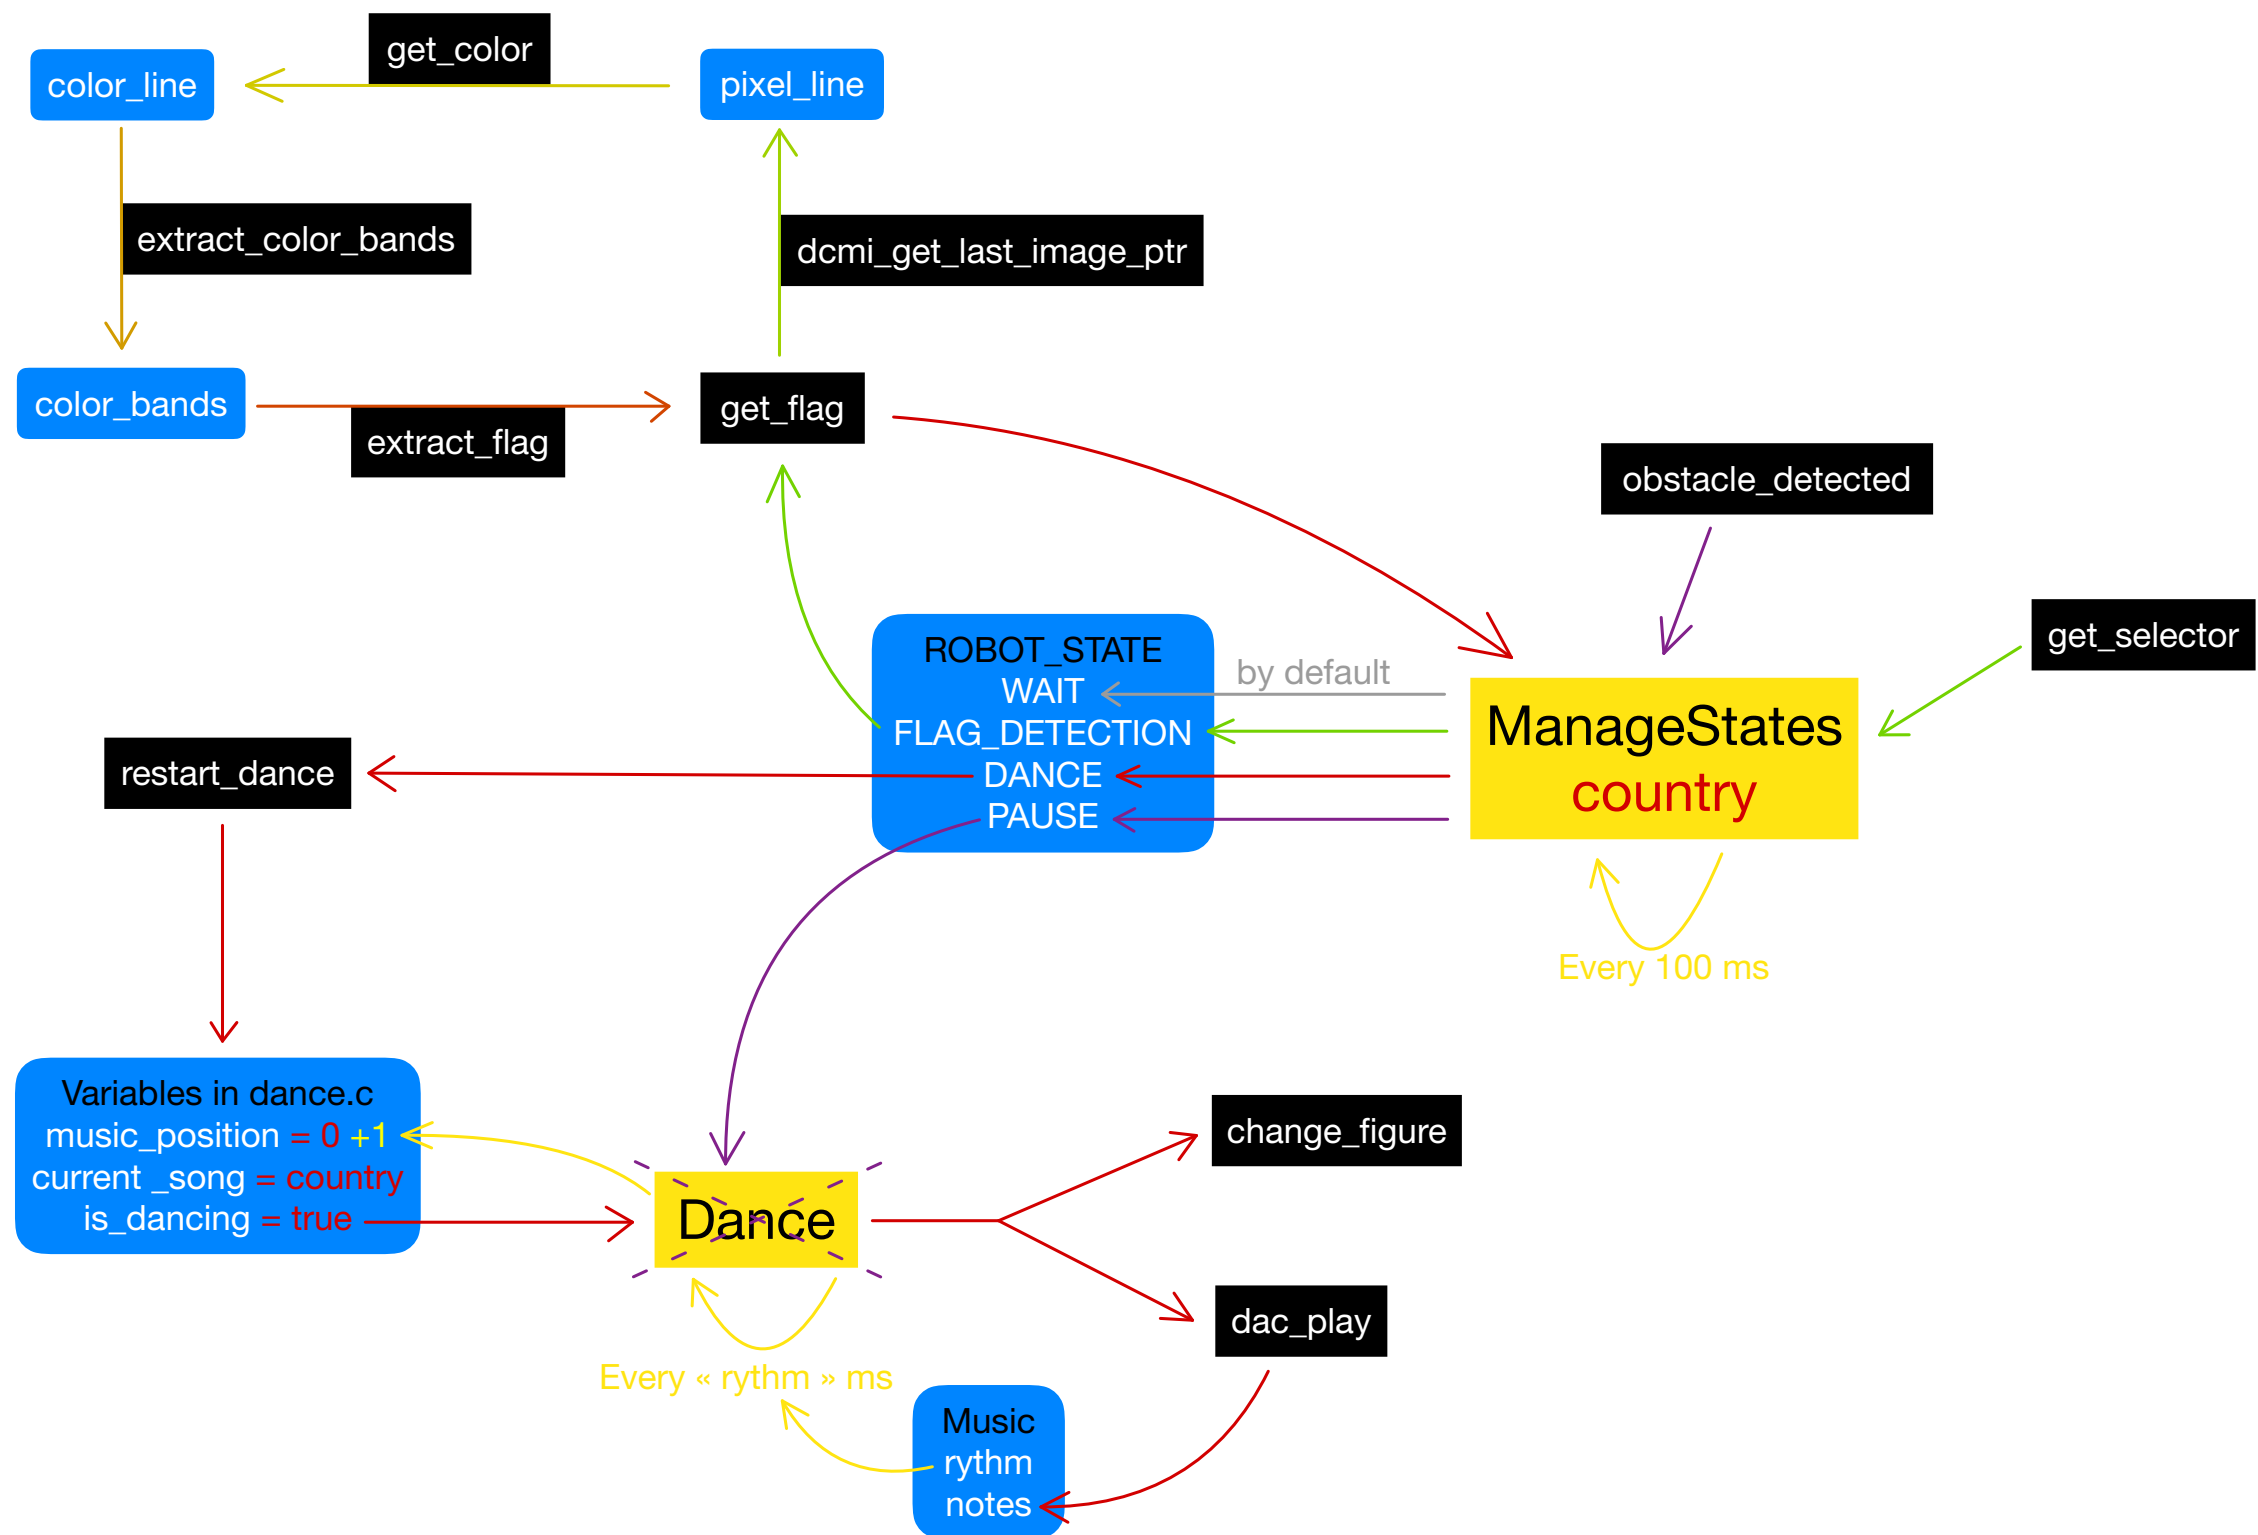 get_color
color_line
pixel_line
extract_color_bands
dcmi_get_last_image_ptr
color_bands
get_flag
extract_flag
obstacle_detected
get_selector
ROBOT_STATE
WAIT
FLAG_DETECTION
DANCE
PAUSE
by default
ManageStates
country
restart_dance
Every 100 ms
Variables in dance.c
music_position = 0 +1
current _song = country
is_dancing = true
change_figure
Dance
dac_play
Every « rythm » ms
Music
rythm
notes